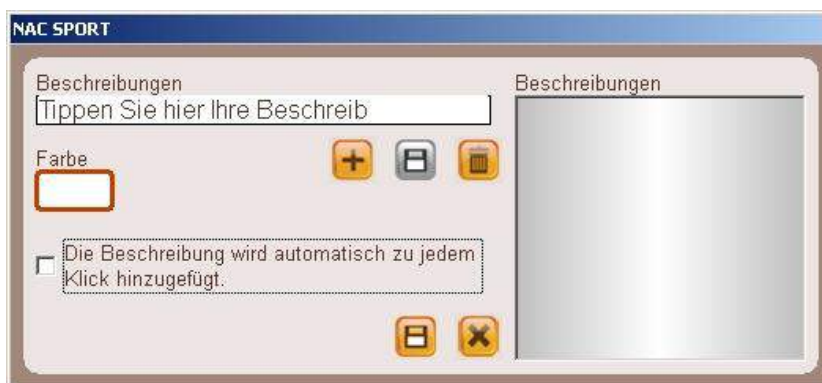 NAC SPORT
Beschreibungen
Tippen Sie hier Ihre Beschreib
Farbe
Die Beschreibung wird automatisch zu jedem
Klick hinzugefügt.
Beschreibungen